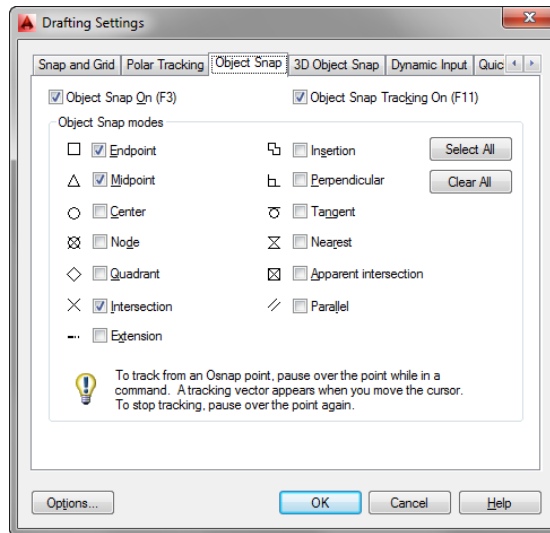 Drafting Settings
Snap and Grid Polar Tracking Object Snap 3D Object Snap Dynamic Input Quic
Object Snap On (F3) Object Snap Tracking On (F11)
Object Snap modes
Endpoint Insertion Select All
Midpoint Perpendicular Clear All
Center Tangent
Node Nearest
Quadrant Apparent intersection
Intersection Parallel
Extension
To track from an Osnap point, pause over the point while in a
command. A tracking vector appears when you move the cursor.
To stop tracking, pause over the point again.
Options... OK Cancel Help